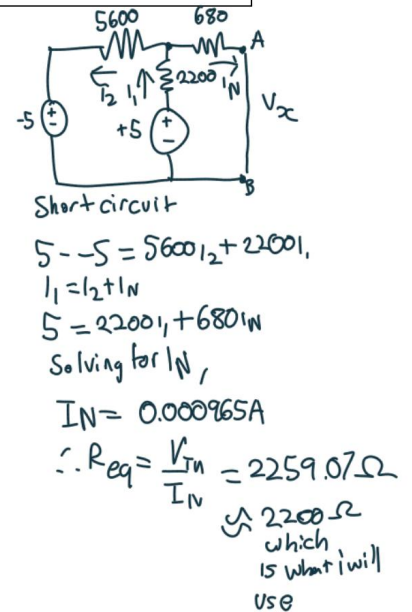 5600 680
A
I2 I1 2200 IN
-5 + - +5 + - Vx
B
Short circuit
5--5 = 5600I2+2200I1
I1=I2+IN
5=2200I1+680IN
Solving for IN,
IN= 0.000965A
∴Req= VTH/IN = 2259.07Ω
≈ 2200Ω
which
is what i will
use